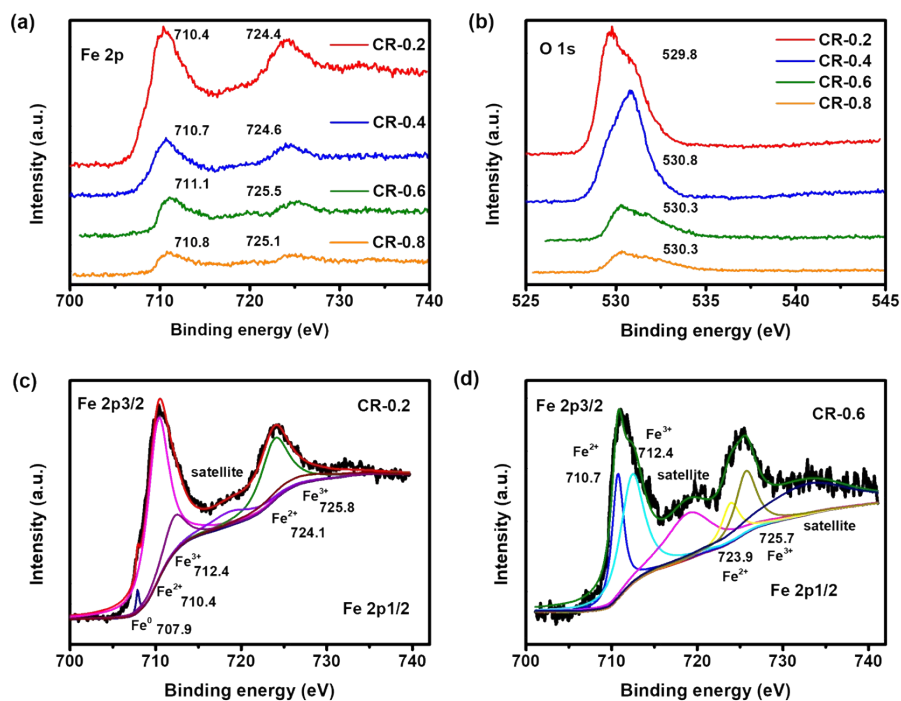 (a)
Fe 2p
710.4
724.4
CR-0.2
710.7
724.6
CR-0.4
711.1
725.5
CR-0.6
710.8
725.1
CR-0.8
Intensity (a.u.)
700 710 720 730 740
Binding energy (eV)
(b)
O 1s
CR-0.2
CR-0.4
CR-0.6
CR-0.8
529.8
530.8
530.3
530.3
Intensity (a.u.)
525 530 535 540 545
Binding energy (eV)
(c)
Fe 2p3/2
CR-0.2
satellite
Fe³⁺
725.8
Fe²⁺
724.1
Fe³⁺
712.4
Fe²⁺
710.4
Fe⁰ 707.9
Fe 2p1/2
Intensity (a.u.)
700 710 720 730 740
Binding energy (eV)
(d)
Fe 2p3/2
CR-0.6
Fe²⁺
710.7
Fe³⁺
712.4
satellite
satellite
725.7
Fe³⁺
723.9
Fe²⁺
Fe 2p1/2
Intensity (a.u.)
701 711 721 731 741
Binding energy (eV)